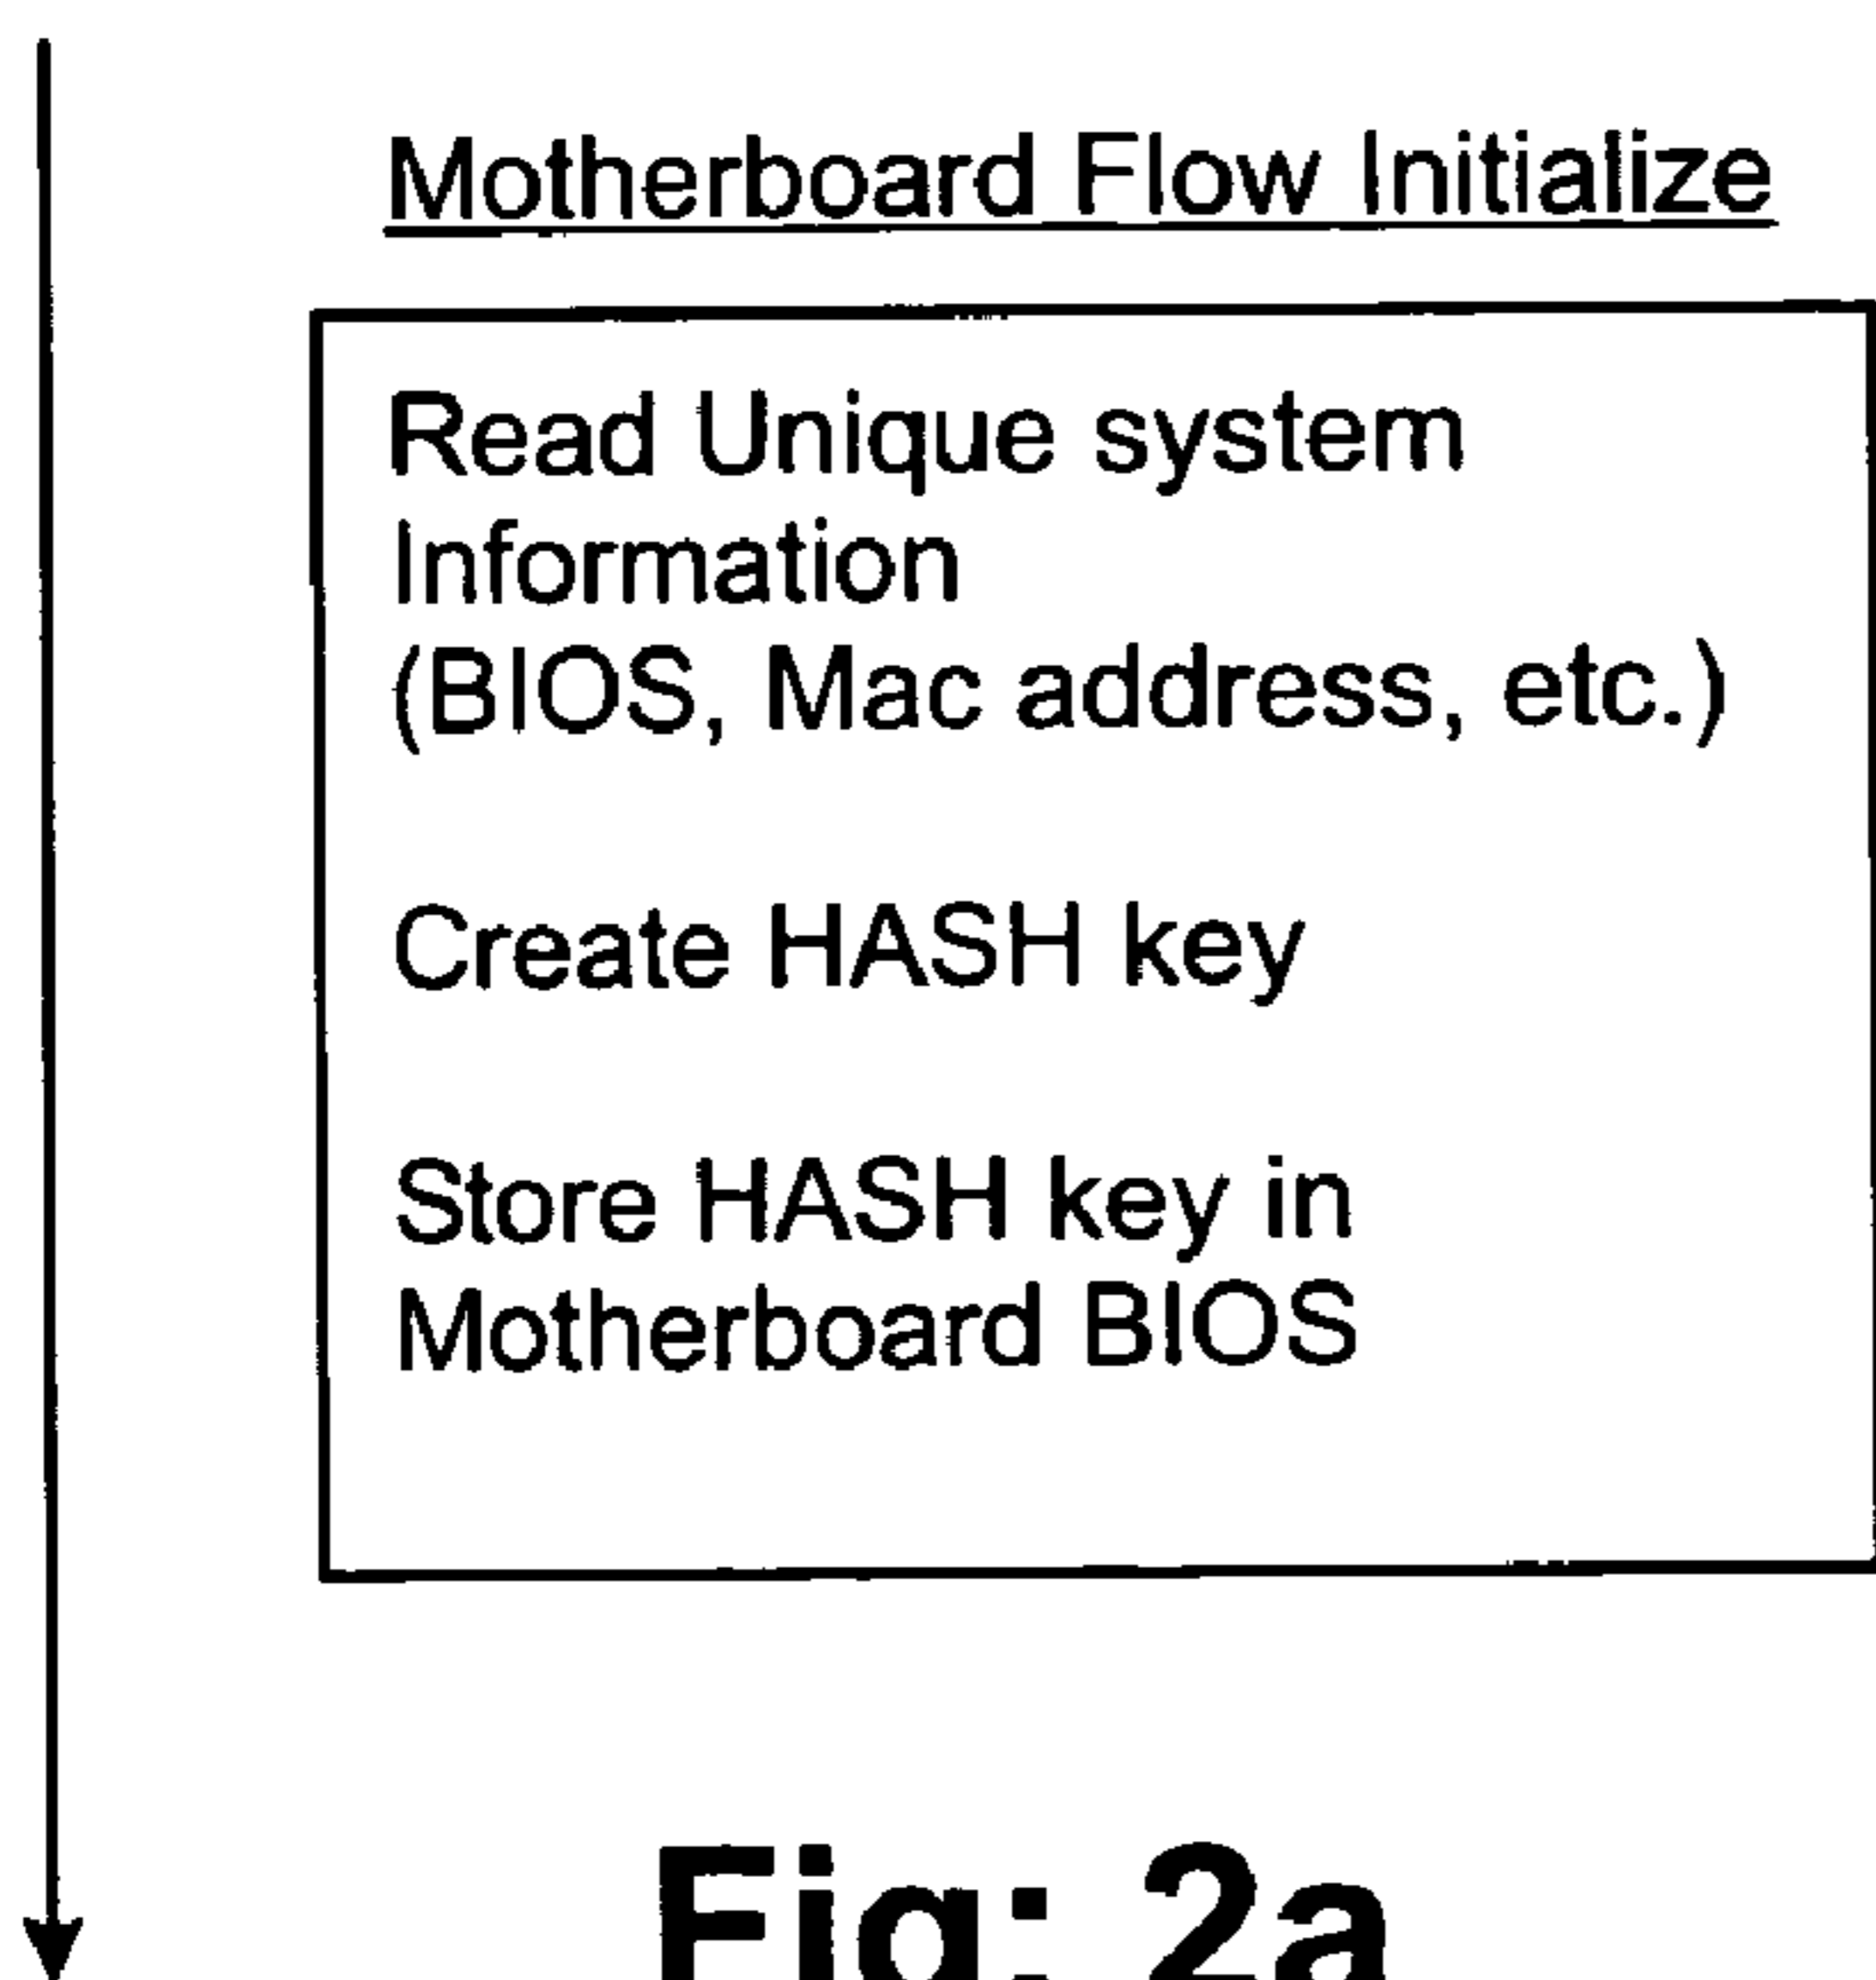 Motherboard Flow Initialize
Read Unique system
Information
(BIOS, Mac address, etc.)
Create HASH key
Store HASH key in
Motherboard BIOS
Fig: 2a